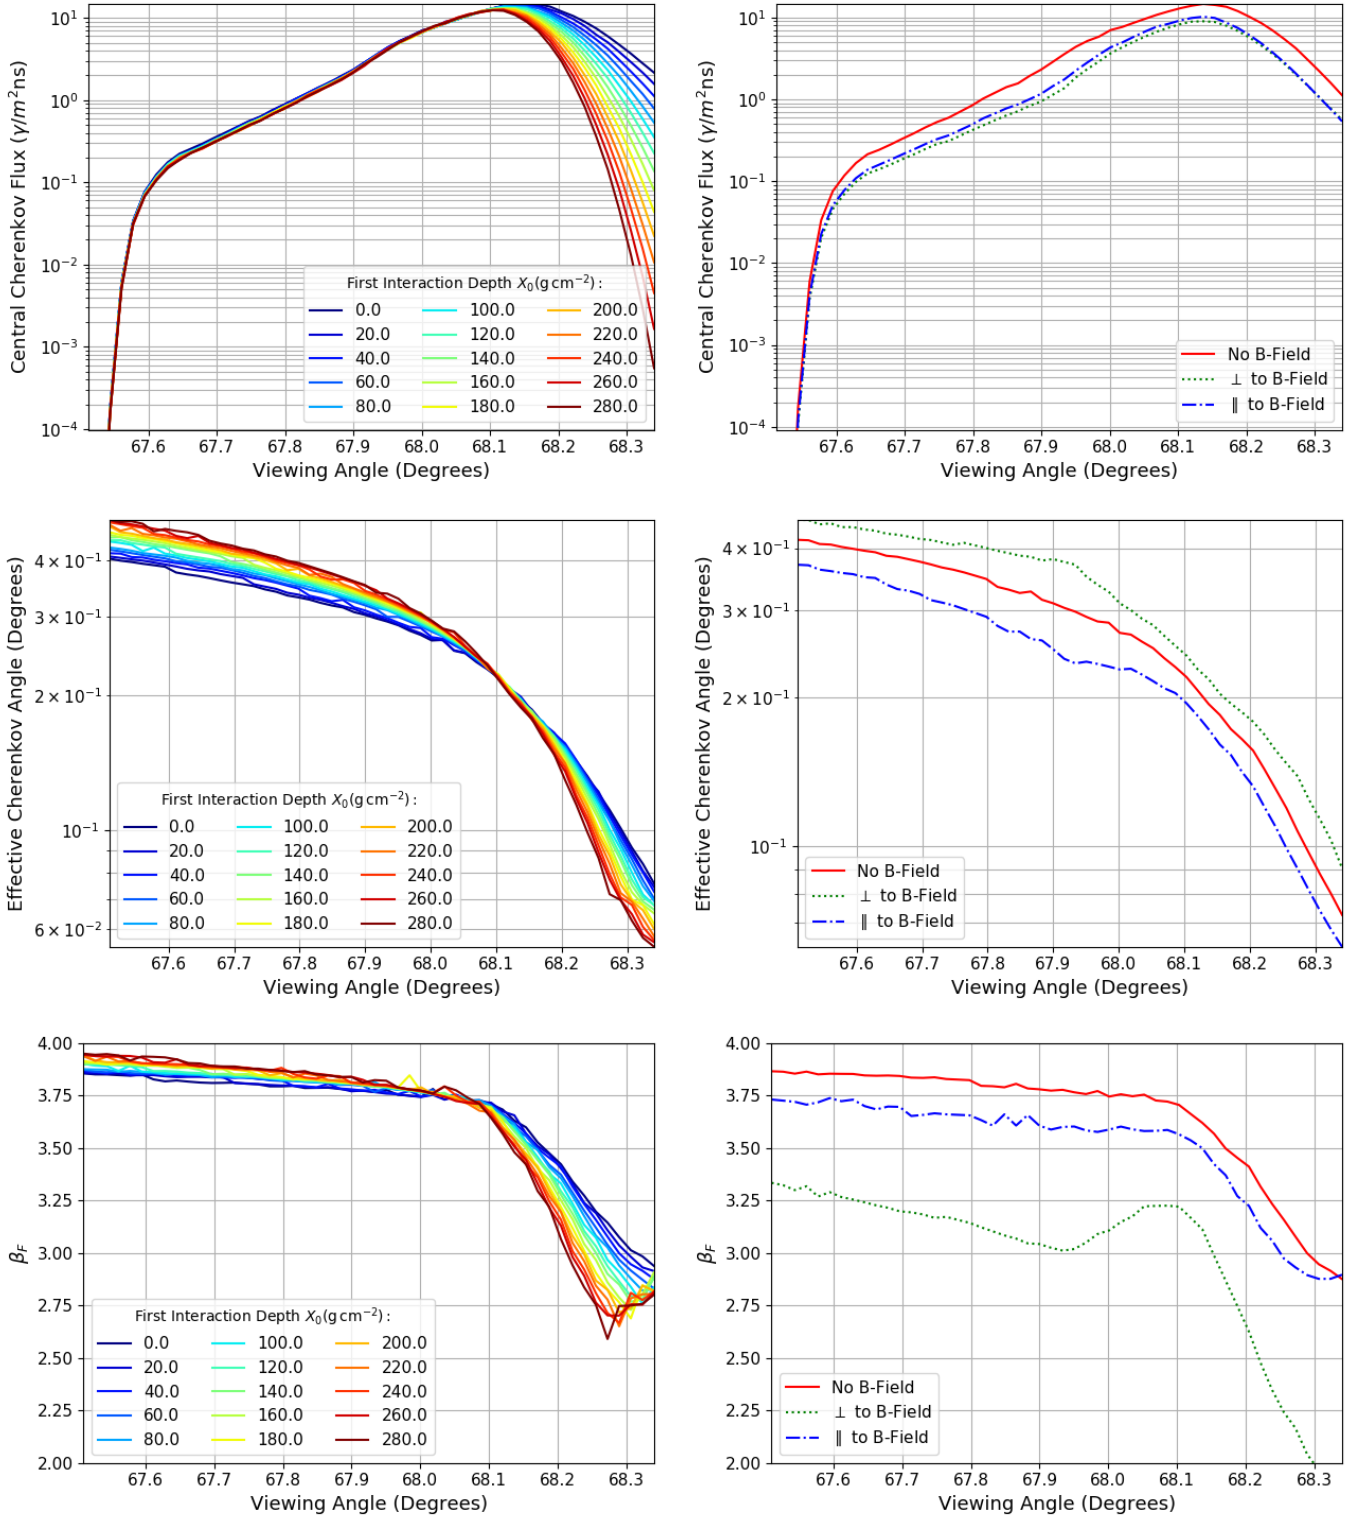 Central Cherenkov Flux (γ/m²ns)
10¹
10⁰
10⁻¹
10⁻²
10⁻³
10⁻⁴
First Interaction Depth X₀(g cm⁻²):
0.0 100.0 200.0
20.0 120.0 220.0
40.0 140.0 240.0
60.0 160.0 260.0
80.0 180.0 280.0
67.6 67.7 67.8 67.9 68.0 68.1 68.2 68.3
Viewing Angle (Degrees)
Central Cherenkov Flux (γ/m²ns)
10¹
10⁰
10⁻¹
10⁻²
10⁻³
10⁻⁴
No B-Field
⊥ to B-Field
∥ to B-Field
67.6 67.7 67.8 67.9 68.0 68.1 68.2 68.3
Viewing Angle (Degrees)
Effective Cherenkov Angle (Degrees)
4 × 10⁻¹
3 × 10⁻¹
2 × 10⁻¹
10⁻¹
6 × 10⁻²
First Interaction Depth X₀(g cm⁻²):
0.0 100.0 200.0
20.0 120.0 220.0
40.0 140.0 240.0
60.0 160.0 260.0
80.0 180.0 280.0
67.6 67.7 67.8 67.9 68.0 68.1 68.2 68.3
Viewing Angle (Degrees)
Effective Cherenkov Angle (Degrees)
4 × 10⁻¹
3 × 10⁻¹
2 × 10⁻¹
10⁻¹
No B-Field
⊥ to B-Field
∥ to B-Field
67.6 67.7 67.8 67.9 68.0 68.1 68.2 68.3
Viewing Angle (Degrees)
β_F
4.00
3.75
3.50
3.25
3.00
2.75
2.50
2.25
2.00
First Interaction Depth X₀(g cm⁻²):
0.0 100.0 200.0
20.0 120.0 220.0
40.0 140.0 240.0
60.0 160.0 260.0
80.0 180.0 280.0
67.6 67.7 67.8 67.9 68.0 68.1 68.2 68.3
Viewing Angle (Degrees)
β_F
4.00
3.75
3.50
3.25
3.00
2.75
2.50
2.25
2.00
No B-Field
⊥ to B-Field
∥ to B-Field
67.6 67.7 67.8 67.9 68.0 68.1 68.2 68.3
Viewing Angle (Degrees)